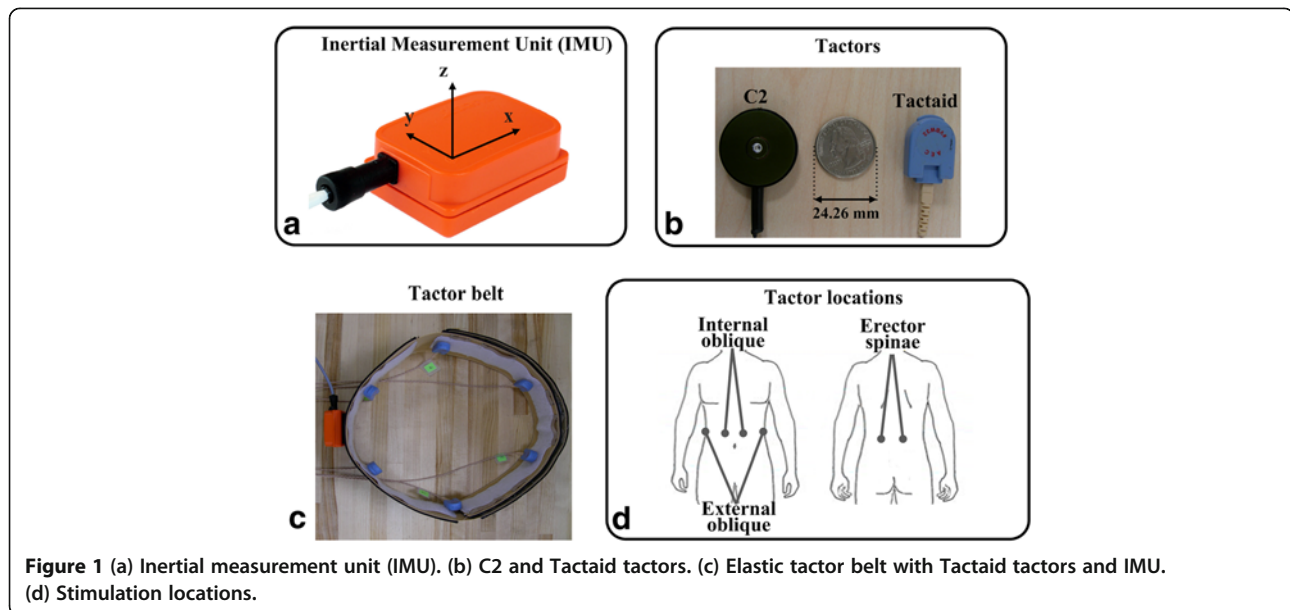 Inertial Measurement Unit (IMU)
z
y
x
a
Tactors
C2
Tactaid
24.26 mm
b
Tactor belt
c
Tactor locations
Internal
oblique
Erector
spinae
External
oblique
d
Figure 1 (a) Inertial measurement unit (IMU). (b) C2 and Tactaid tactors. (c) Elastic tactor belt with Tactaid tactors and IMU.
(d) Stimulation locations.